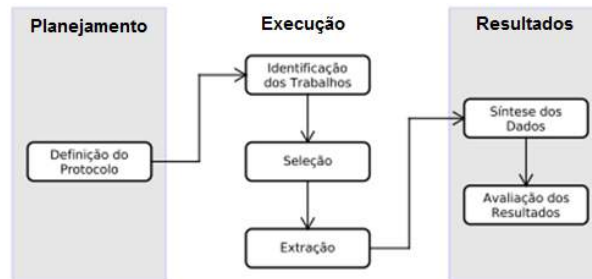 Planejamento
Definição do
Protocolo
Execução
Identificação
dos Trabalhos
Seleção
Extração
Resultados
Síntese dos
Dados
Avaliação dos
Resultados